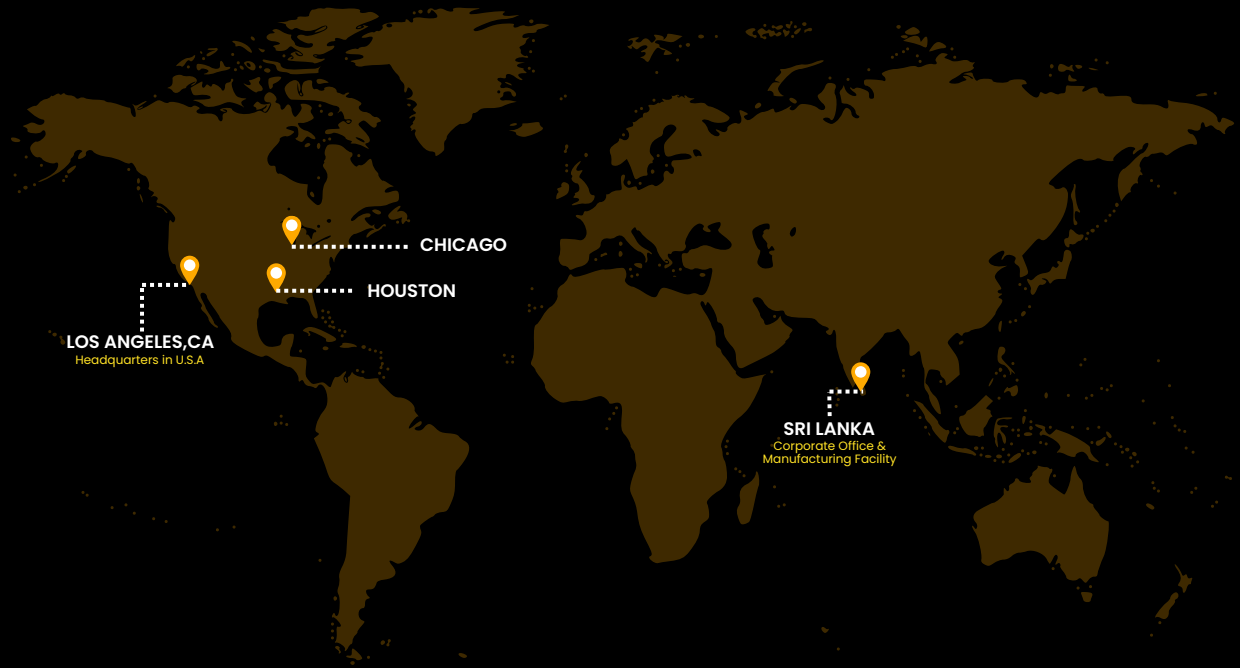 CHICAGO
HOUSTON
LOS ANGELES,CA
Headquarters in U.S.A
SRI LANKA
Corporate Office &
Manufacturing Facility